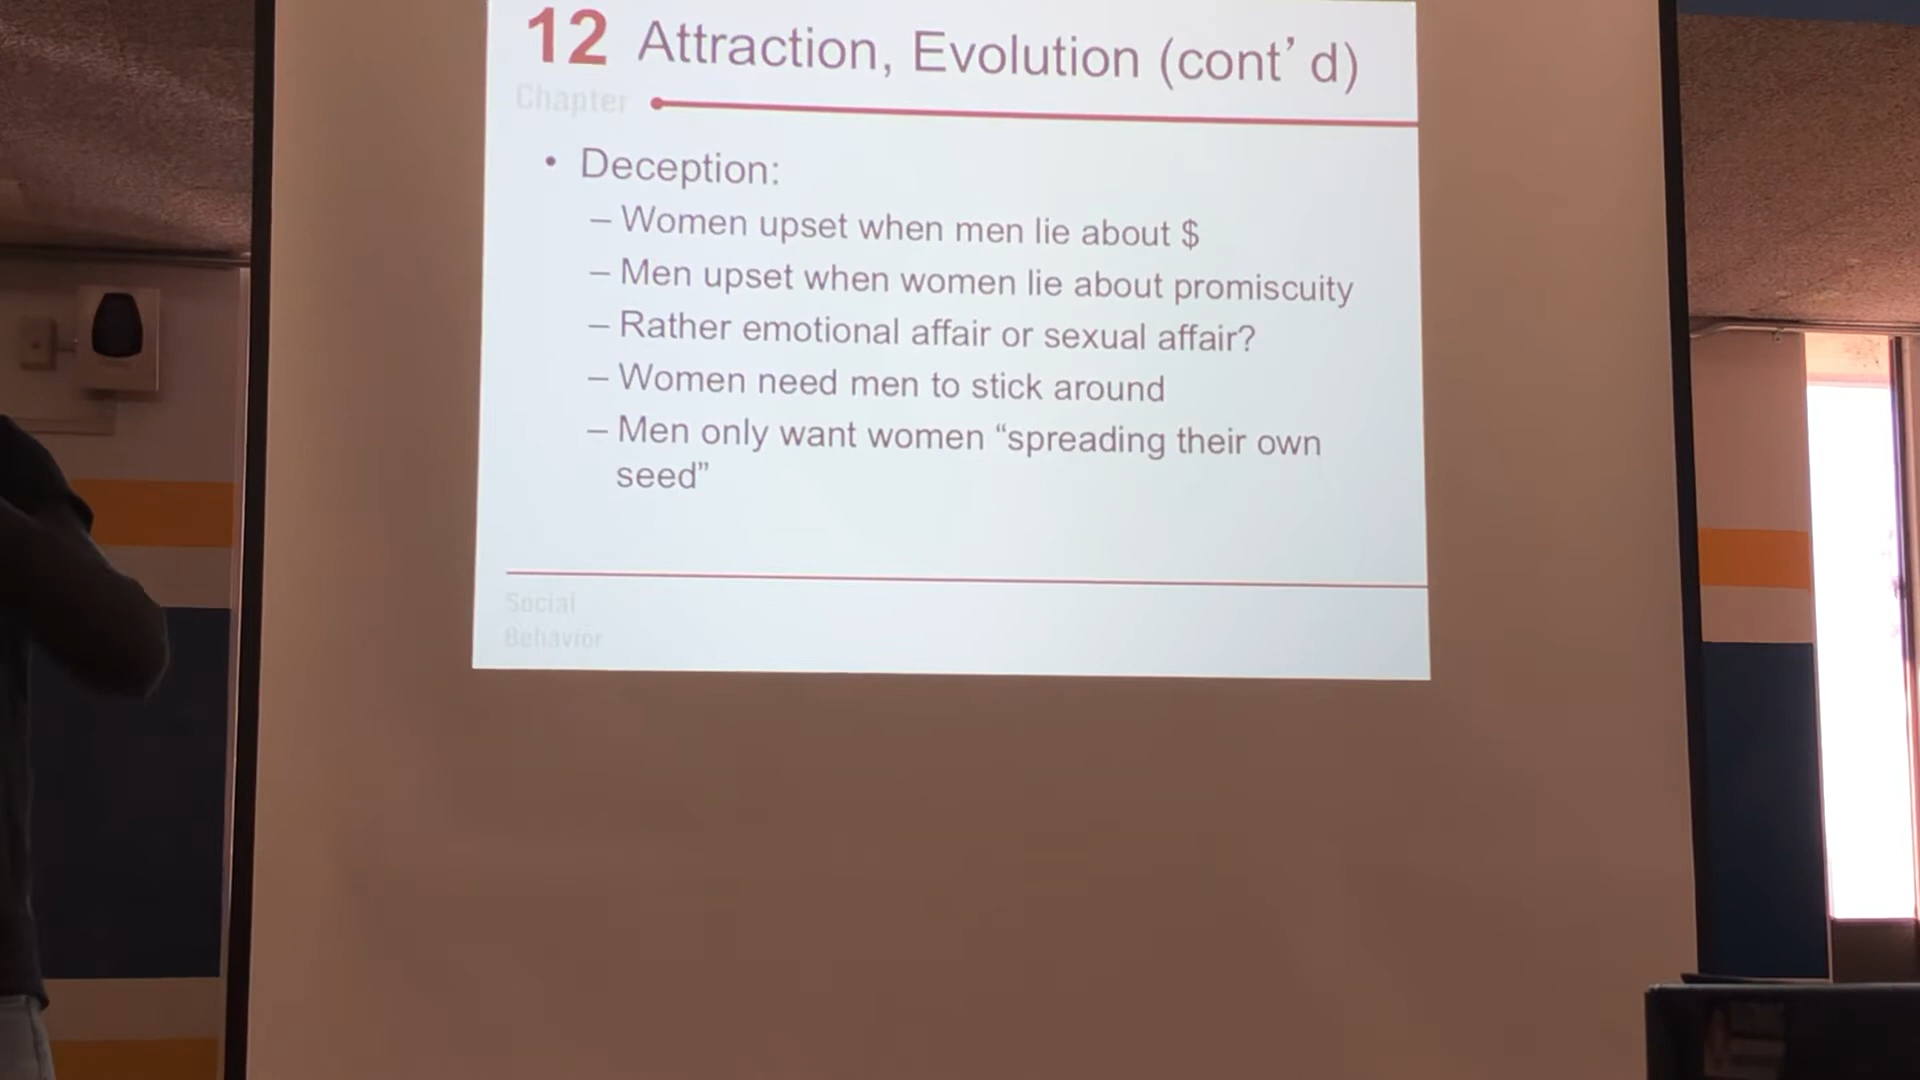 12 Attraction, Evolution (cont’ d)
Chapter
• Deception:
– Women upset when men lie about $
– Men upset when women lie about promiscuity
– Rather emotional affair or sexual affair?
– Women need men to stick around
– Men only want women “spreading their own
seed”
Social
Behavior